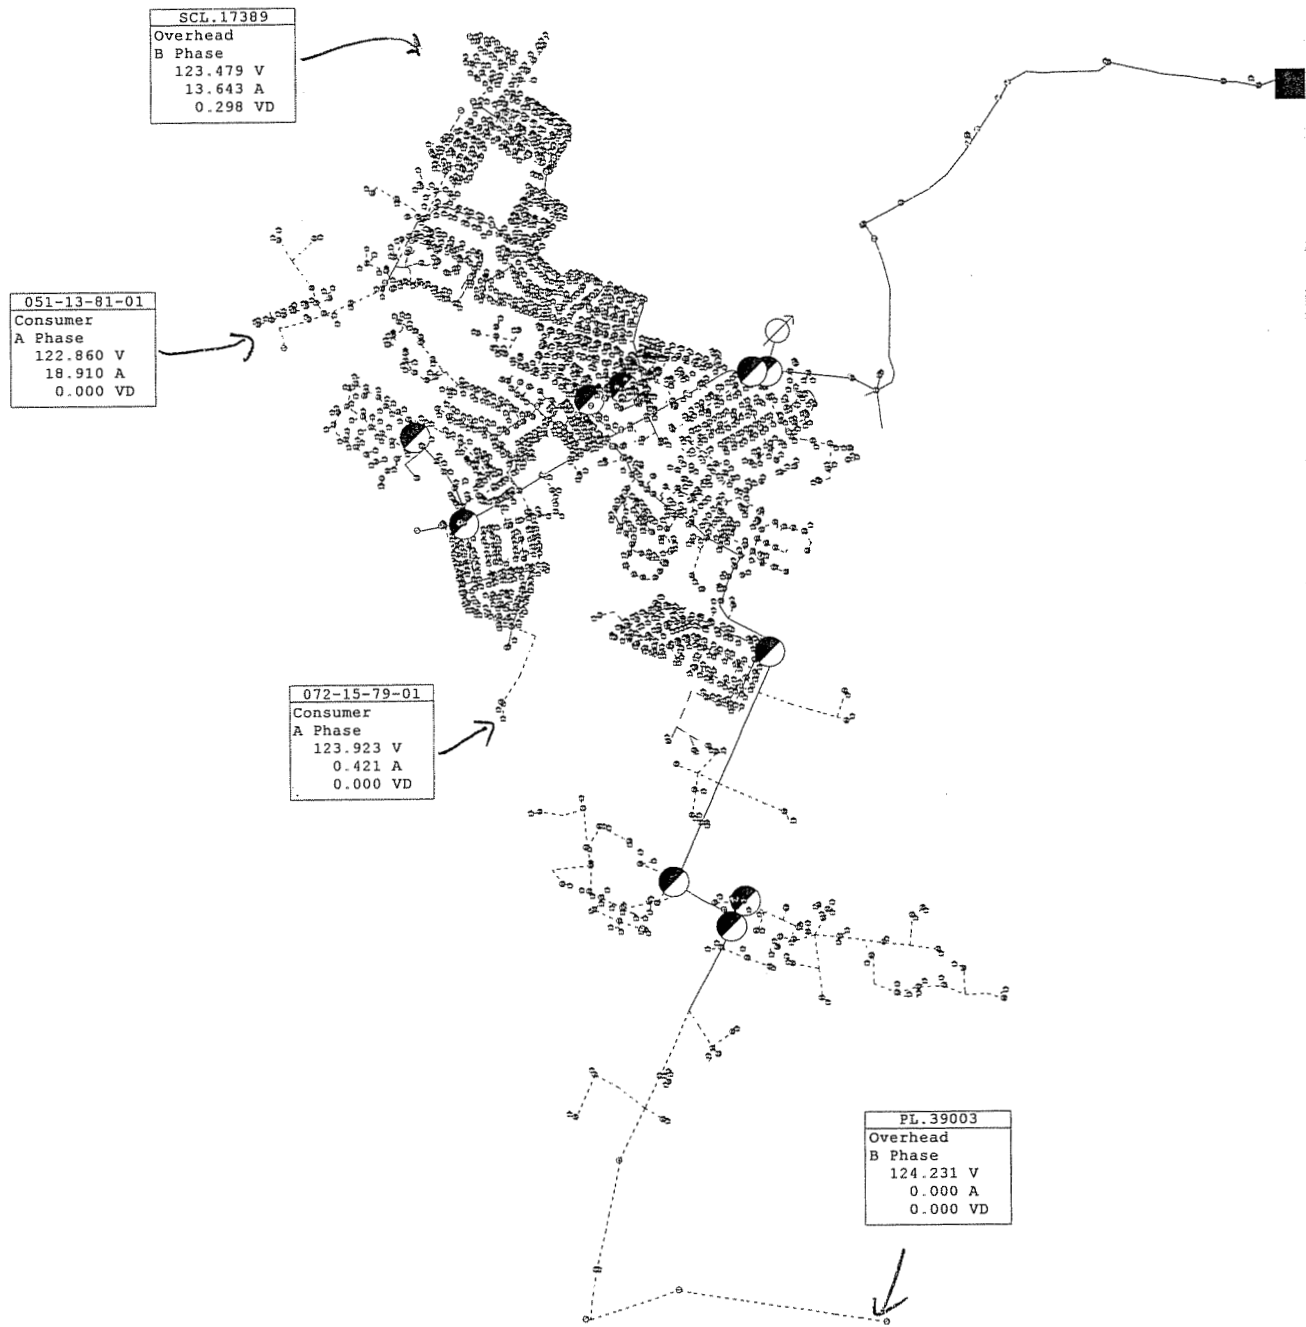 SCL.17389
Overhead
B Phase
123.479 V
13.643 A
0.298 VD
051-13-81-01
Consumer
A Phase
122.860 V
18.910 A
0.000 VD
072-15-79-01
Consumer
A Phase
123.923 V
0.421 A
0.000 VD
PL.39003
Overhead
B Phase
124.231 V
0.000 A
0.000 VD